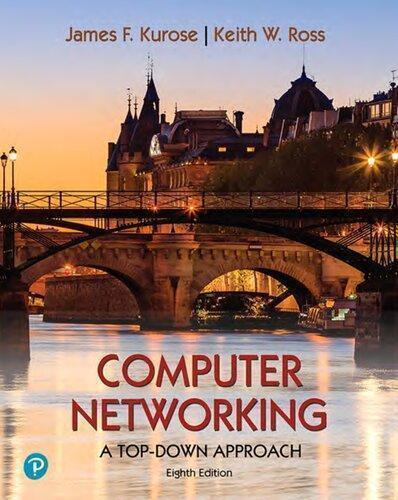 James F. Kurose | Keith W. Ross
COMPUTER
NETWORKING
A TOP-DOWN APPROACH
Eighth Edition
P